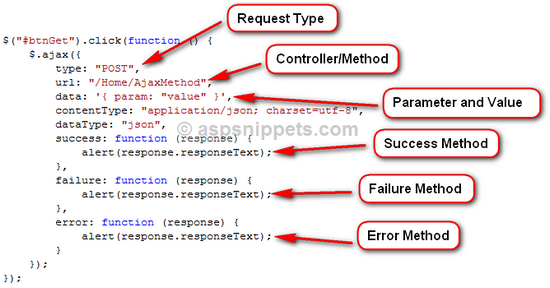 Request Type
$("#btnGet").click(function () {
$.ajax({
type: "POST",
Controller/Method
url: "/Home/AjaxMethod",
data: '{ param: "value" }',
Parameter and Value
contentType: "application/json; charset=utf-8",
dataType: "json",
© aspsnippets.com
success: function (response) {
alert(response.responseText);
Success Method
},
failure: function (response) {
alert(response.responseText);
Failure Method
},
error: function (response) {
alert(response.responseText);
Error Method
}
});
});